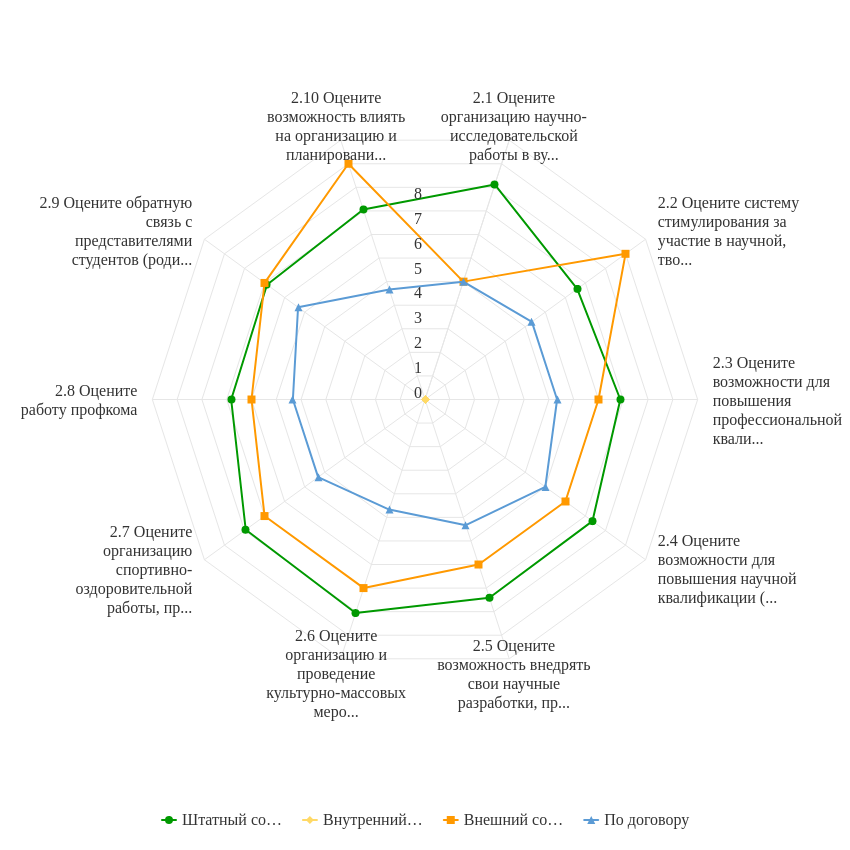 2.10 Оцените
возможность влиять
на организацию и
планировани...
2.1 Оцените
организацию научно-
исследовательской
работы в ву...
2.9 Оцените обратную
связь с
представителями
студентов (роди...
2.2 Оцените систему
стимулирования за
участие в научной,
тво...
8
7
6
5
4
3
2
1
0
2.8 Оцените
работу профкома
2.3 Оцените
возможности для
повышения
профессиональной
квали...
2.7 Оцените
организацию
спортивно-
оздоровительной
работы, пр...
2.4 Оцените
возможности для
повышения научной
квалификации (...
2.6 Оцените
организацию и
проведение
культурно-массовых
меро...
2.5 Оцените
возможность внедрять
свои научные
разработки, пр...
Штатный со… Внутренний… Внешний со… По договору